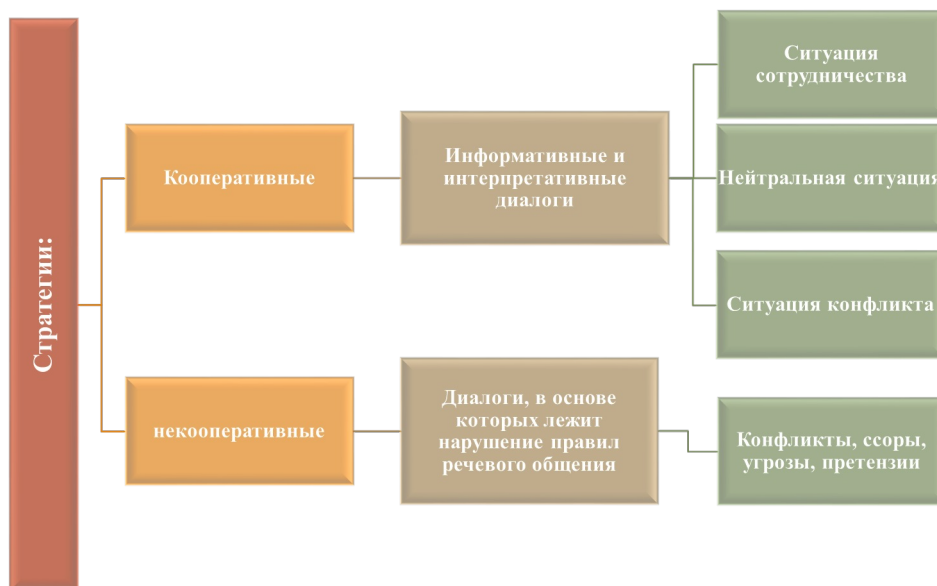 Стратегии:
Кооперативные
Информативные и
интерпретативные
диалоги
Ситуация
сотрудничества
Нейтральная ситуация
Ситуация конфликта
некооперативные
Диалоги, в основе
которых лежит
нарушение правил
речевого общения
Конфликты, ссоры,
угрозы, претензии